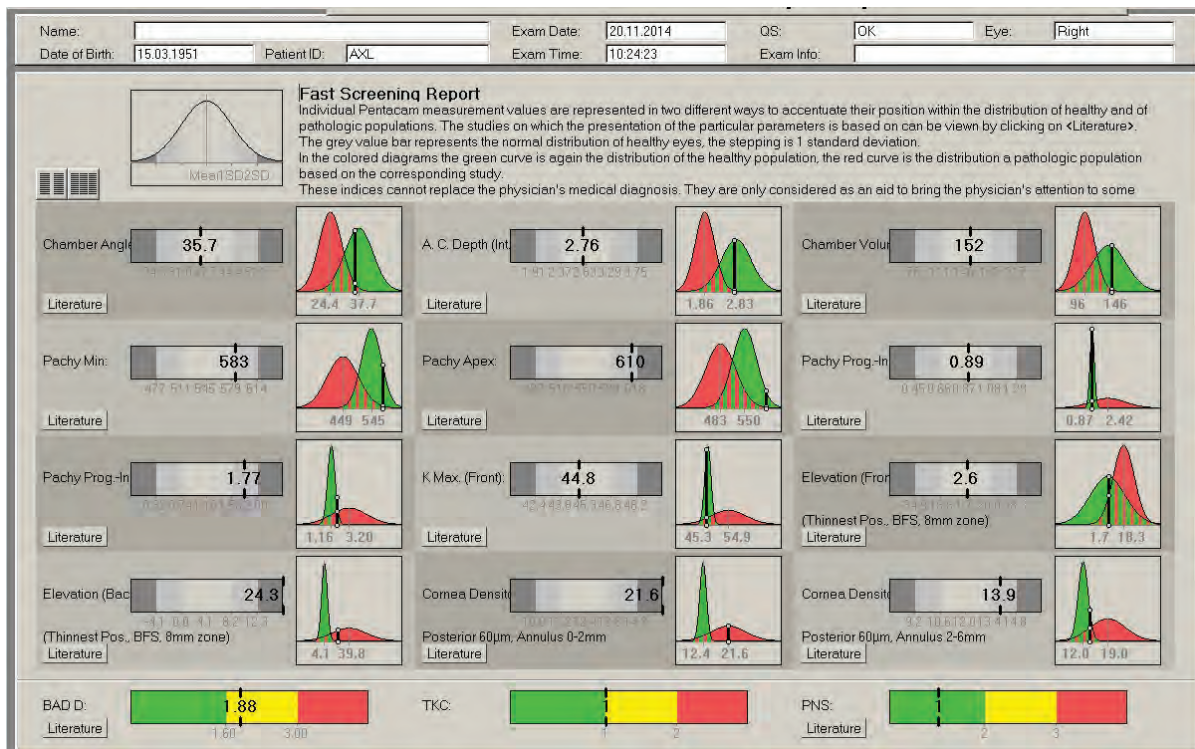 Name: Exam Date: 20.11.2014 QS: OK Eye: Right
Date of Birth: 15.03.1951 Patient ID: AXL Exam Time: 10:24:23 Exam Info:
Fast Screening Report
Individual Pentacam measurement values are represented in two different ways to accentuate their position within the distribution of healthy and of
pathologic populations. The studies on which the presentation of the particular parameters is based on can be viewn by clicking on <Literature>.
The grey value bar represents the normal distribution of healthy eyes, the stepping is 1 standard deviation.
In the colored diagrams the green curve is again the distribution of the healthy population, the red curve is the distribution a pathologic population
based on the corresponding study.
These indices cannot replace the physician's medical diagnosis. They are only considered as an aid to bring the physician's attention to some
Chamber Angle 35.7
Literature 24.4 37.7
A. C. Depth (Int. 2.76
Literature 1.86 2.83
Chamber Volu 152
Literature 96 146
Pachy Min: 583
Literature 449 545
Pachy Apex: 610
Literature 483 550
Pachy Prog.-In 0.89
Literature 0.87 2.42
Pachy Prog.-In 1.77
Literature 1.16 3.20
K Max. (Front): 44.8
Literature 45.3 54.9
Elevation (Fron 2.6
(Thinnest Pos., BFS, 8mm zone)
Literature 1.7 18.3
Elevation (Bac 24.3
(Thinnest Pos., BFS, 8mm zone)
Literature 4.1 39.8
Cornea Densito 21.6
Posterior 60µm, Annulus 0-2mm
Literature 12.4 21.6
Cornea Densito 13.9
Posterior 60µm, Annulus 2-6mm
Literature 12.0 19.0
BAD D: 1.88
Literature 1.60 3.00
TKC: 1
1 2
PNS: 1
Literature 2 3